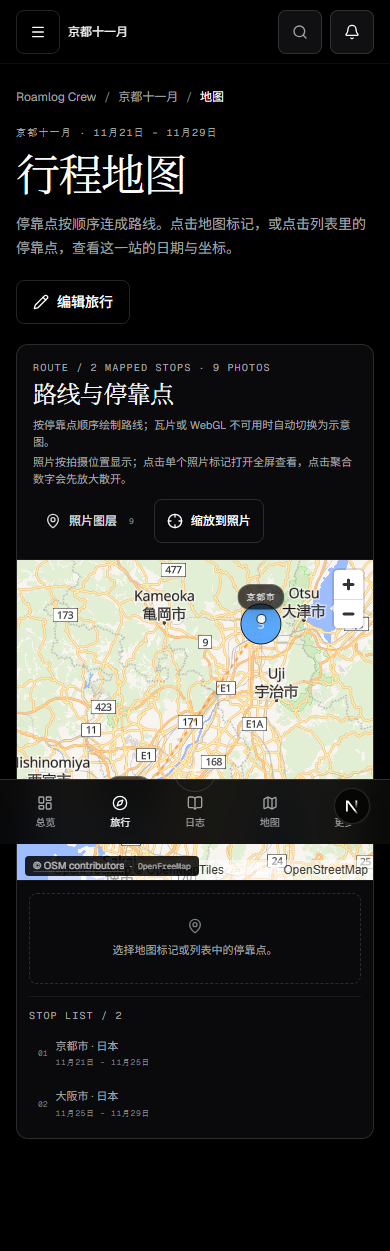 京都十一月
Roamlog Crew / 京都十一月 / 地图
京都十一月 · 11月21日 – 11月29日
行程地图
停靠点按顺序连成路线。点击地图标记，或点击列表里的
停靠点，查看这一站的日期与坐标。
编辑旅行
ROUTE / 2 MAPPED STOPS · 9 PHOTOS
路线与停靠点
按停靠点顺序绘制路线；瓦片或 WebGL 不可用时自动切换为示意
图。
照片按拍摄位置显示；点击单个照片标记打开全屏查看，点击聚合
数字会先放大散开。
照片图层 9
缩放到照片
477
Kameoka
亀岡市
京都市
Otsu
大津市
173
9
Uji
宇治市
E1
423
171
E1A
11
E1
168
lishinomiya
总览
旅行
日志
地图
N
24
25
© OSM contributors · OpenFreeMap
Tiles
OpenStreetMap
选择地图标记或列表中的停靠点。
STOP LIST / 2
01 京都市 · 日本
11月21日 – 11月25日
02 大阪市 · 日本
11月25日 – 11月29日